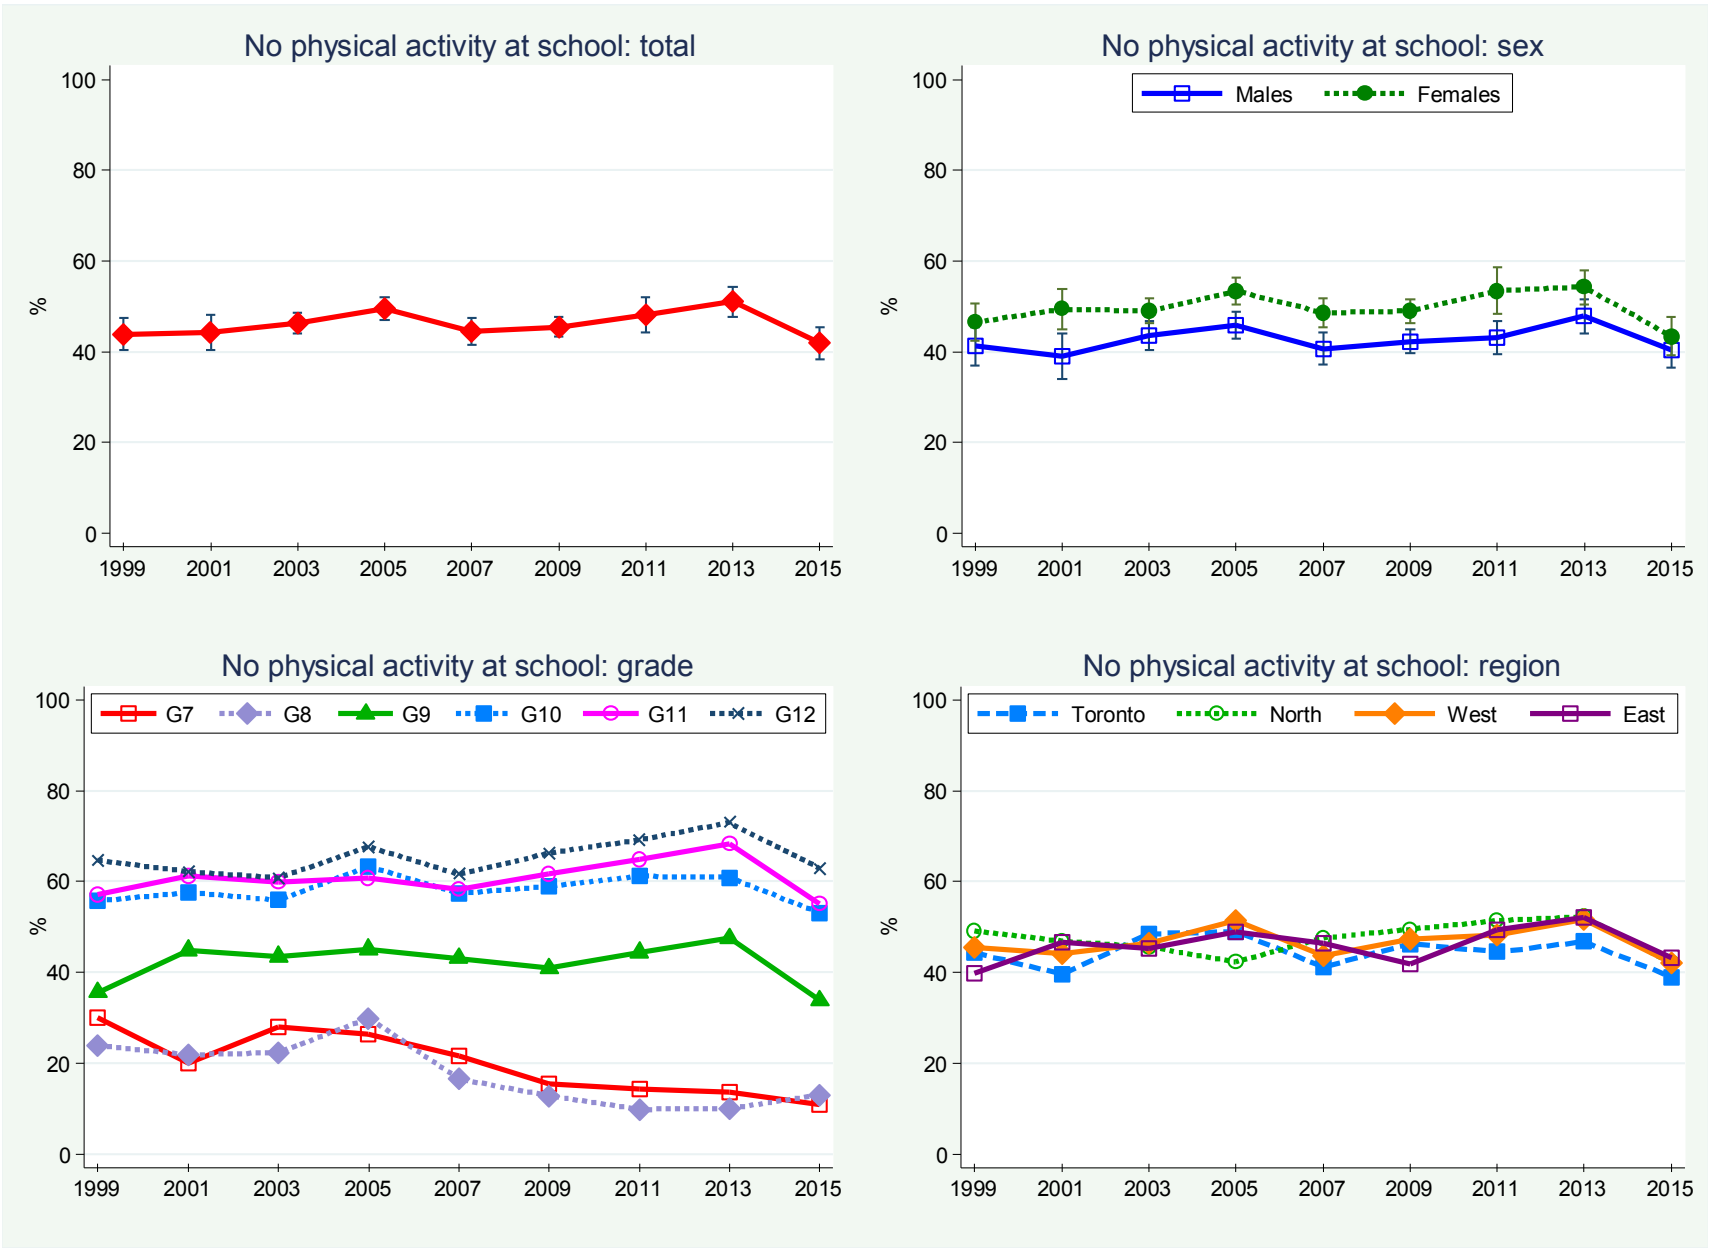 No physical activity at school: total
100
80
60
40
20
0
%
1999 2001 2003 2005 2007 2009 2011 2013 2015
No physical activity at school: sex
Males Females
100
80
60
40
20
0
%
1999 2001 2003 2005 2007 2009 2011 2013 2015
No physical activity at school: grade
G7 G8 G9 G10 G11 G12
100
80
60
40
20
0
%
1999 2001 2003 2005 2007 2009 2011 2013 2015
No physical activity at school: region
Toronto North West East
100
80
60
40
20
0
%
1999 2001 2003 2005 2007 2009 2011 2013 2015